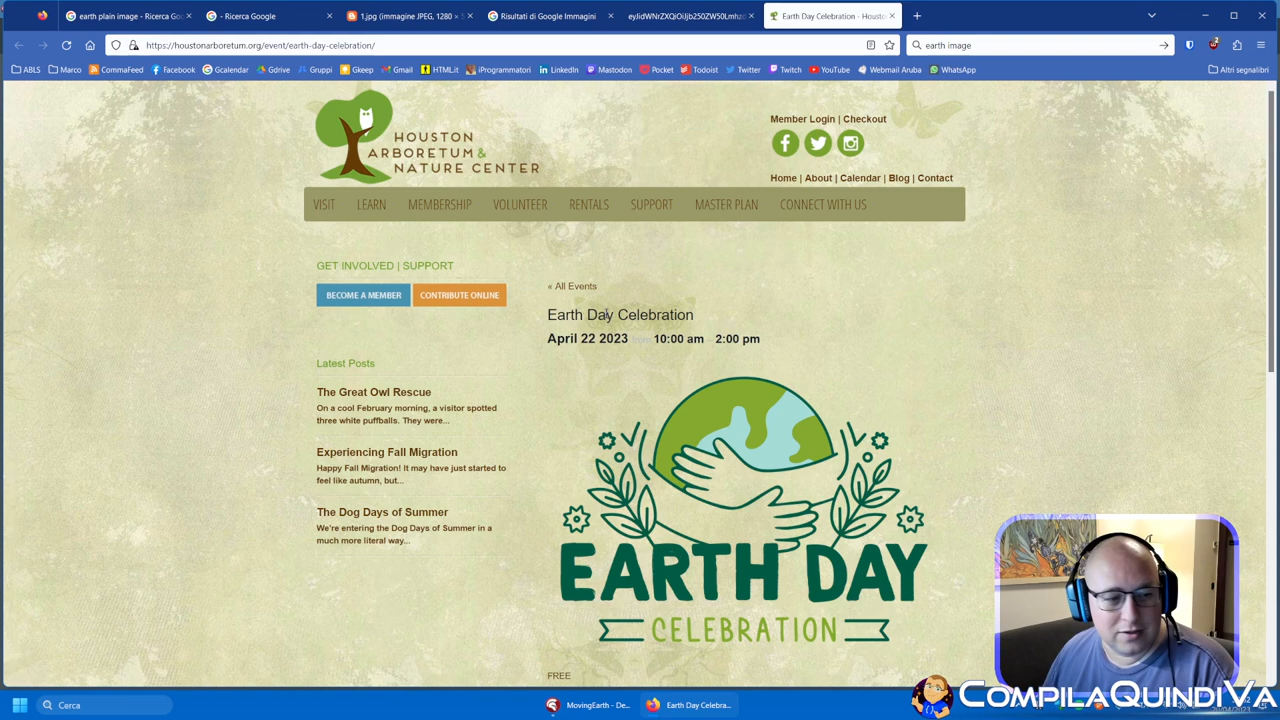 earth plain image - Ricerca Goo
- Ricerca Google
1.jpg (immagine JPEG, 1280 × 5
Risultati di Google Immagini
Earth Day Celebration - Housto
https://houstonarboretum.org/event/earth-day-celebration/
earth image
ABLS Marco CommaFeed Facebook Gcalendar Gdrive Gruppi Gkeep Gmail HTML.it iProgrammatori LinkedIn Mastodon Pocket Todoist Twitter Twitch YouTube Webmail Aruba WhatsApp Altri segnalibri
HOUSTON
ARBORETUM &
NATURE CENTER
Member Login | Checkout
Home | About | Calendar | Blog | Contact
VISIT LEARN MEMBERSHIP VOLUNTEER RENTALS SUPPORT MASTER PLAN CONNECT WITH US
GET INVOLVED | SUPPORT
BECOME A MEMBER CONTRIBUTE ONLINE
Latest Posts
The Great Owl Rescue
On a cool February morning, a visitor spotted
three white puffballs. They were...
Experiencing Fall Migration
Happy Fall Migration! It may have just started to
feel like autumn, but...
The Dog Days of Summer
We're entering the Dog Days of Summer in a
much more literal way...
« All Events
Earth Day Celebration
April 22 2023 from 10:00 am – 2:00 pm
EARTH DAY
CELEBRATION
FREE
Cerca
MovingEarth - De...
Earth Day Celebra...
{}
COMPILAQUINDIVA